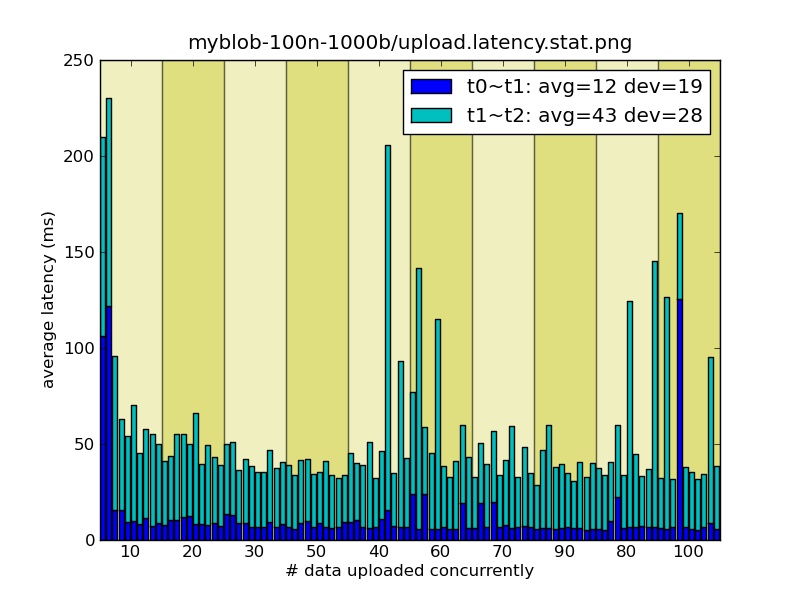 myblob-100n-1000b/upload.latency.stat.png
250
200
150
100
50
0
average latency (ms)
t0~t1: avg=12 dev=19
t1~t2: avg=43 dev=28
10 20 30 50 40 60 70 90 80 100
# data uploaded concurrently